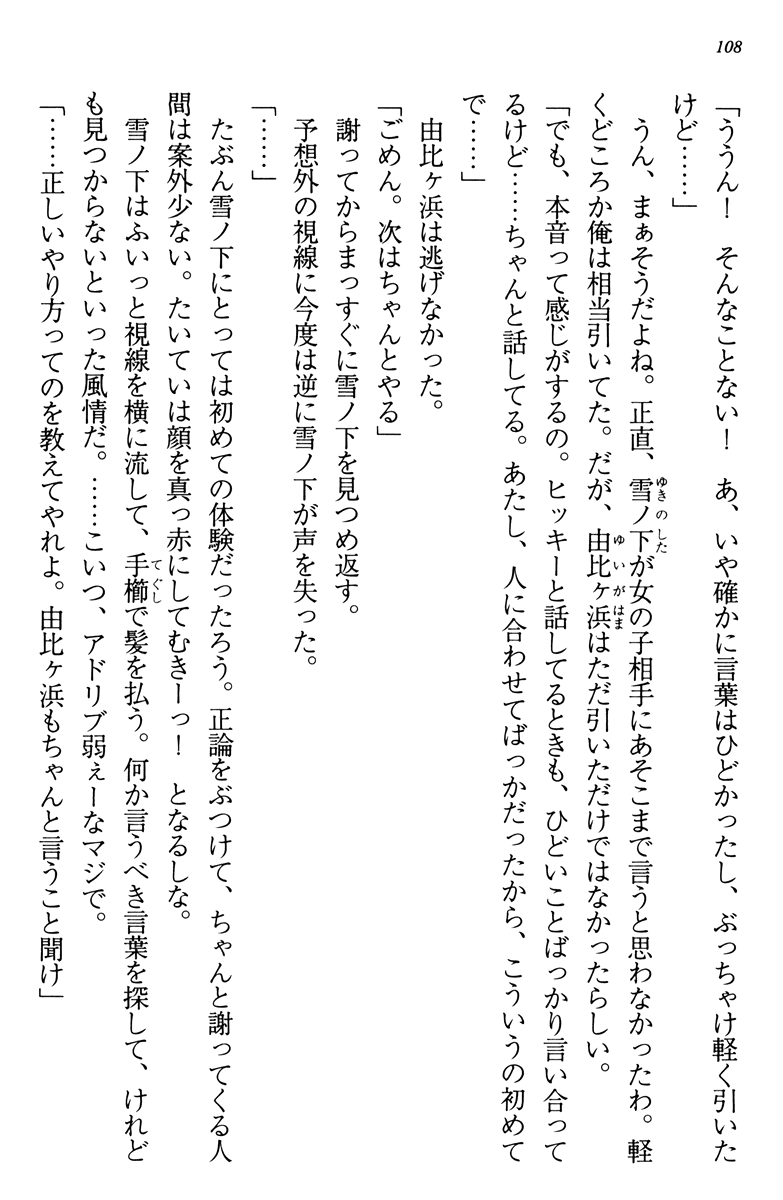 108
「ううん！　そんなことない！　あ、いや確かに言葉はひどかったし、ぶっちゃけ軽く引いた
けど……」
　うん、まぁそうだよね。正直、雪ノ下が女の子相手にあそこまで言うと思わなかったわ。軽
くどころか俺は相当引いてた。だが、由比ヶ浜はただ引いただけではなかったらしい。
「でも、本音って感じがするの。ヒッキーと話してるときも、ひどいことばっかり言い合って
るけど……ちゃんと話してる。あたし、人に合わせてばっかだったから、こういうの初めて
で……」
　由比ヶ浜は逃げなかった。
「ごめん。次はちゃんとやる」
　謝ってからまっすぐに雪ノ下を見つめ返す。
　予想外の視線に今度は逆に雪ノ下が声を失った。
「……」
　たぶん雪ノ下にとっては初めての体験だったろう。正論をぶつけて、ちゃんと謝ってくる人
間は案外少ない。たいていは顔を真っ赤にしてむきーっ！　となるしな。
　雪ノ下はふいっと視線を横に流して、手櫛で髪を払う。何か言うべき言葉を探して、けれど
も見つからないといった風情だ。……こいつ、アドリブ弱ぇーなマジで。
「……正しいやり方ってのを教えてやれよ。由比ヶ浜もちゃんと言うこと聞け」